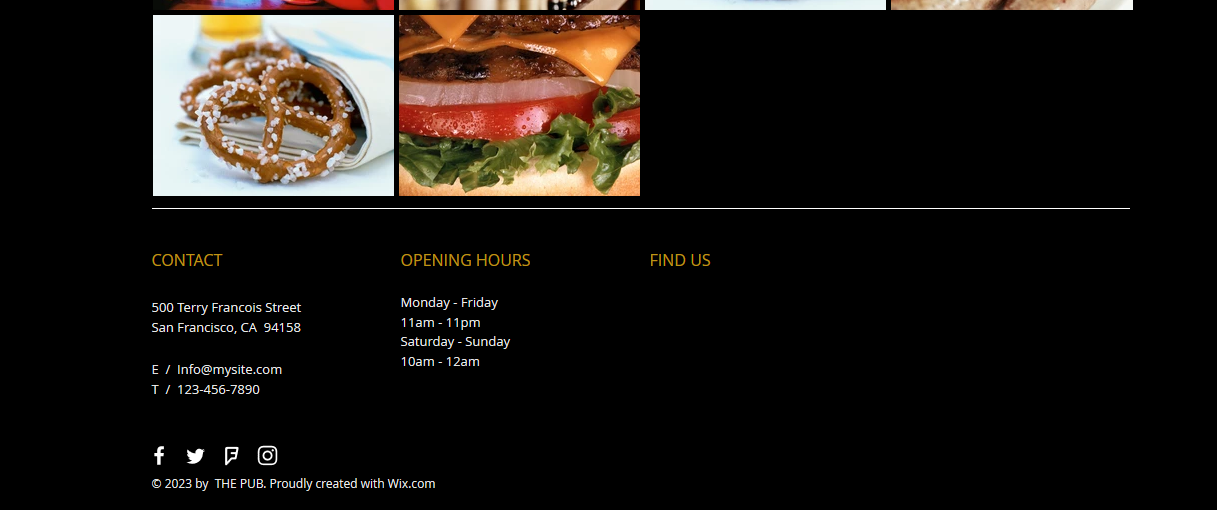 CONTACT
500 Terry Francois Street
San Francisco, CA  94158
E  /  Info@mysite.com
T  /  123-456-7890
OPENING HOURS
Monday - Friday
11am - 11pm
Saturday - Sunday
10am - 12am
FIND US
© 2023 by  THE PUB. Proudly created with Wix.com